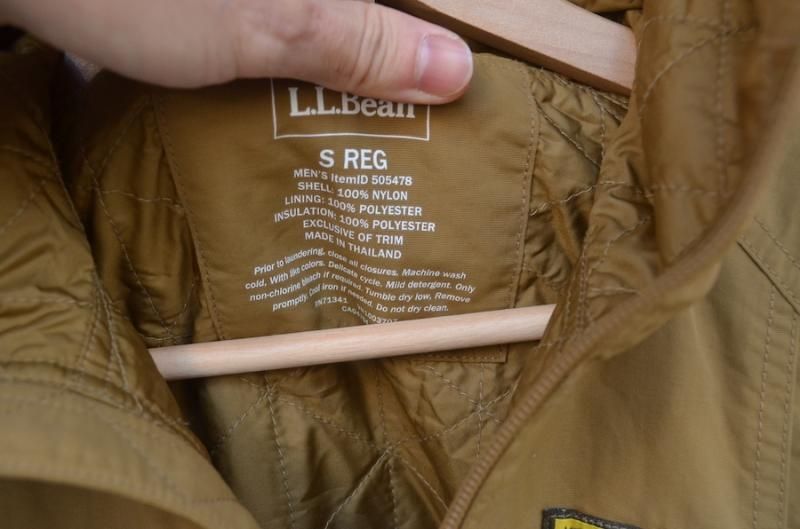 L.L.Bean
S REG
MEN'S ItemID 505478
SHELL: 100% NYLON
LINING: 100% POLYESTER
INSULATION: 100% POLYESTER
EXCLUSIVE OF TRIM
MADE IN THAILAND
Prior to laundering, close all closures. Machine wash
cold. With like colors. Delicate cycle. Mild detergent. Only
non-chlorine bleach if required. Tumble dry low, Remove
promptly. Cool iron if needed. Do not dry clean.
RN71341